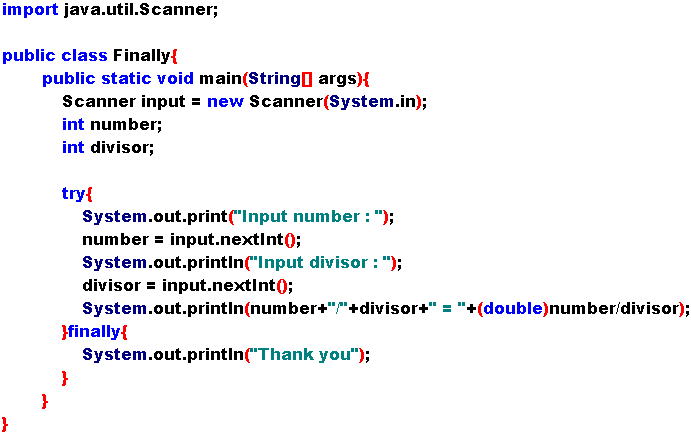 import java.util.Scanner;
public class Finally{
public static void main(String[] args){
Scanner input = new Scanner(System.in);
int number;
int divisor;
try{
System.out.print("Input number : ");
number = input.nextInt();
System.out.println("Input divisor : ");
divisor = input.nextInt();
System.out.println(number+"/"+divisor+" = "+(double)number/divisor);
}finally{
System.out.println("Thank you");
}
}
}